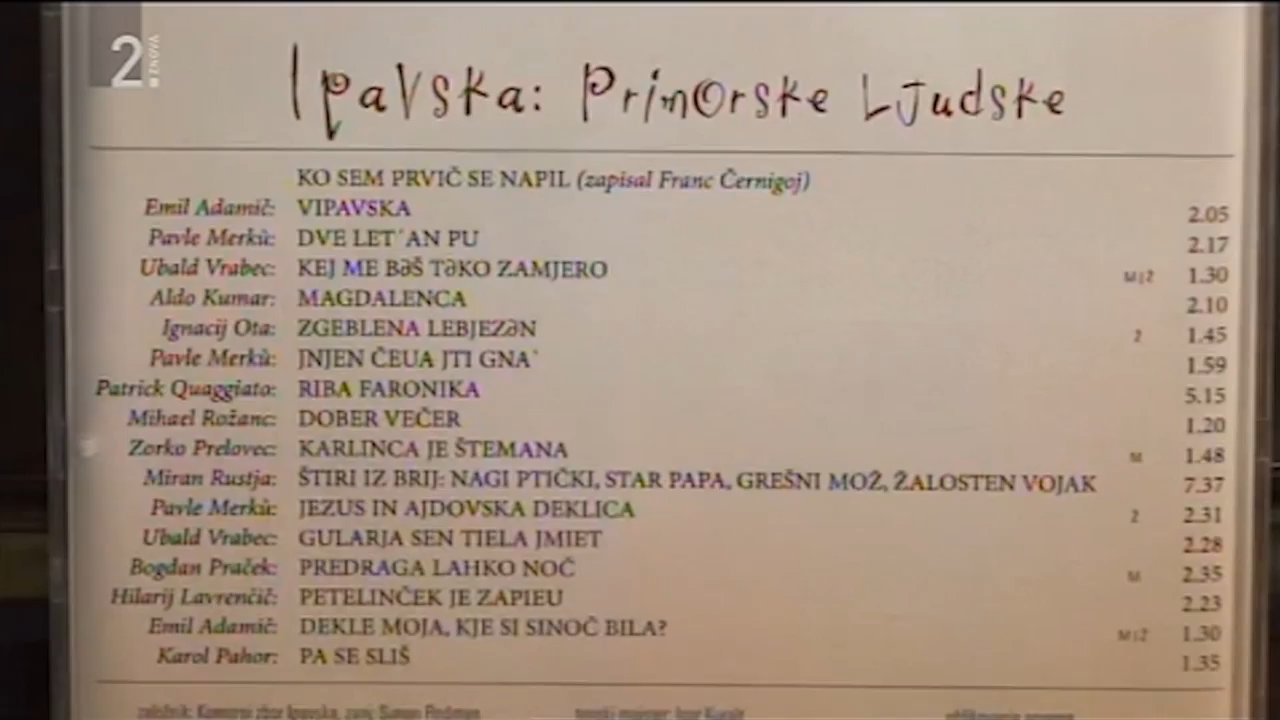 2
SLOVENIJA
Ipavska: Primorske Ljudske
KO SEM PRVIČ SE NAPIL (zapisal Franc Černigoj)
Emil Adamič: VIPAVSKA 2.05
Pavle Merkù: DVE LET´AN PU 2.17
Ubald Vrabec: KEJ ME BƏŠ TƏKO ZAMJERO M|Ž 1.30
Aldo Kumar: MAGDALENCA 2.10
Ignacij Ota: ZGEBLENA LEBJEZƏN Ž 1.45
Pavle Merkù: JNJEN ČEUA JTI GNA` 1.59
Patrick Quaggiato: RIBA FARONIKA 5.15
Mihael Rožanc: DOBER VEČER 1.20
Zorko Prelovec: KARLINCA JE ŠTEMANA M 1.48
Miran Rustja: ŠTIRI IZ BRIJ: NAGI PTIČKI, STAR PAPA, GREŠNI MOŽ, ŽALOSTEN VOJAK 7.37
Pavle Merkù: JEZUS IN AJDOVSKA DEKLICA Ž 2.31
Ubald Vrabec: GULARJA SEN TIELA JMIET 2.28
Bogdan Praček: PREDRAGA LAHKO NOČ M 2.35
Hilarij Lavrenčič: PETELINČEK JE ZAPIEU 2.23
Emil Adamič: DEKLE MOJA, KJE SI SINOČ BILA? M|Ž 1.30
Karol Pahor: PA SE SLIŠ 1.35